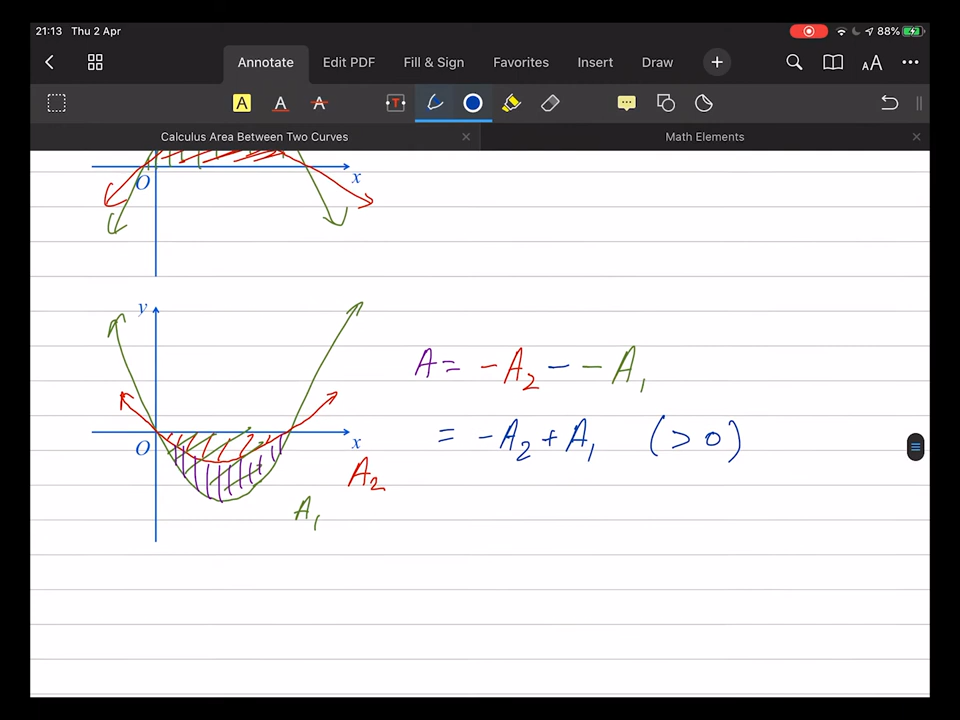 21:13 Thu 2 Apr 88%
Annotate Edit PDF Fill & Sign Favorites Insert Draw
A A T AA
Calculus Area Between Two Curves Math Elements
O x
y
A = -A₂ - -A₁
= -A₂ + A₁ (> 0)
O x
A₂
A₁